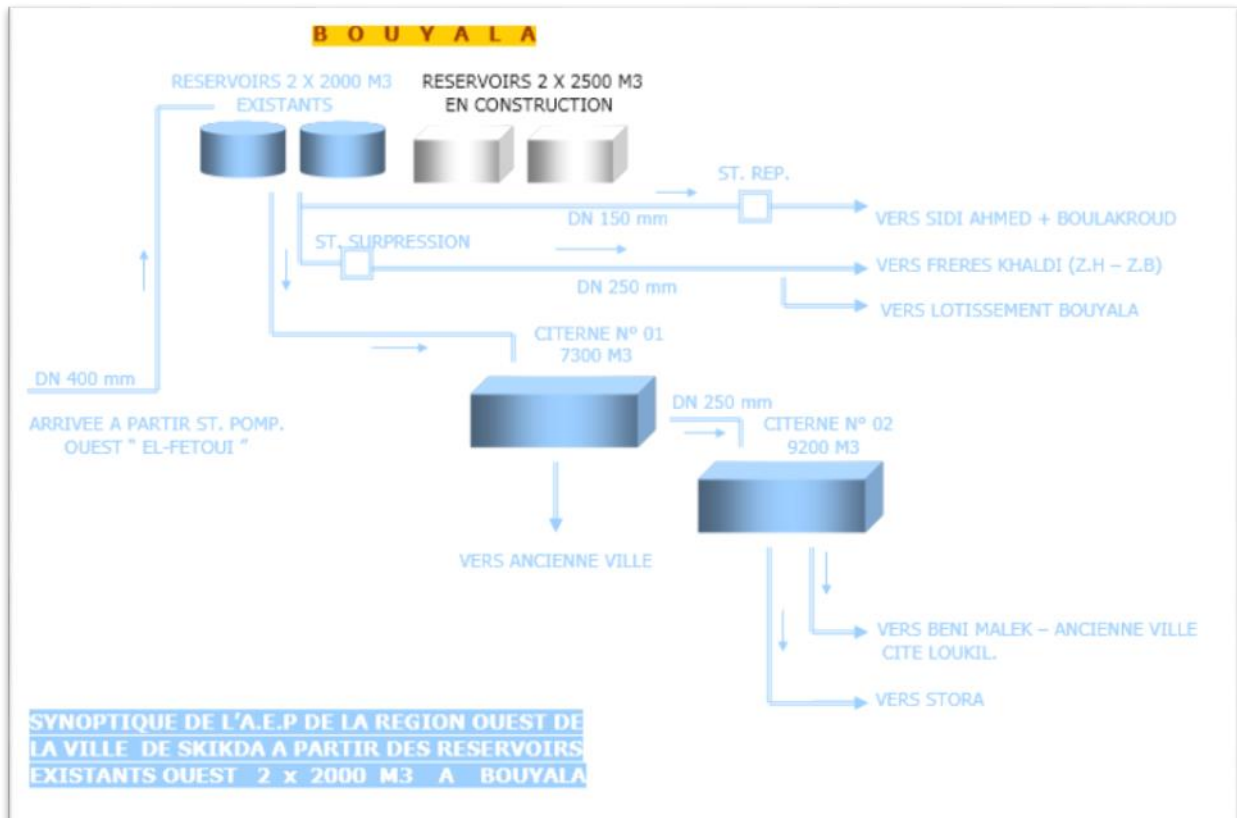 B O U Y A L A
RESERVOIRS 2 X 2000 M3
EXISTANTS
RESERVOIRS 2 X 2500 M3
EN CONSTRUCTION
ST. REP.
DN 150 mm
VERS SIDI AHMED + BOULAKROUD
ST. SURPRESSION
DN 250 mm
VERS FRERES KHALDI (Z.H – Z.B)
VERS LOTISSEMENT BOUYALA
CITERNE N° 01
7300 M3
DN 400 mm
ARRIVEE A PARTIR ST. POMP.
OUEST " EL-FETOUI "
DN 250 mm
CITERNE N° 02
9200 M3
VERS ANCIENNE VILLE
VERS BENI MALEK – ANCIENNE VILLE
CITE LOUKIL.
VERS STORA
SYNOPTIQUE DE L'A.E.P DE LA REGION OUEST DE
LA VILLE DE SKIKDA A PARTIR DES RESERVOIRS
EXISTANTS OUEST 2 x 2000 M3 A BOUYALA